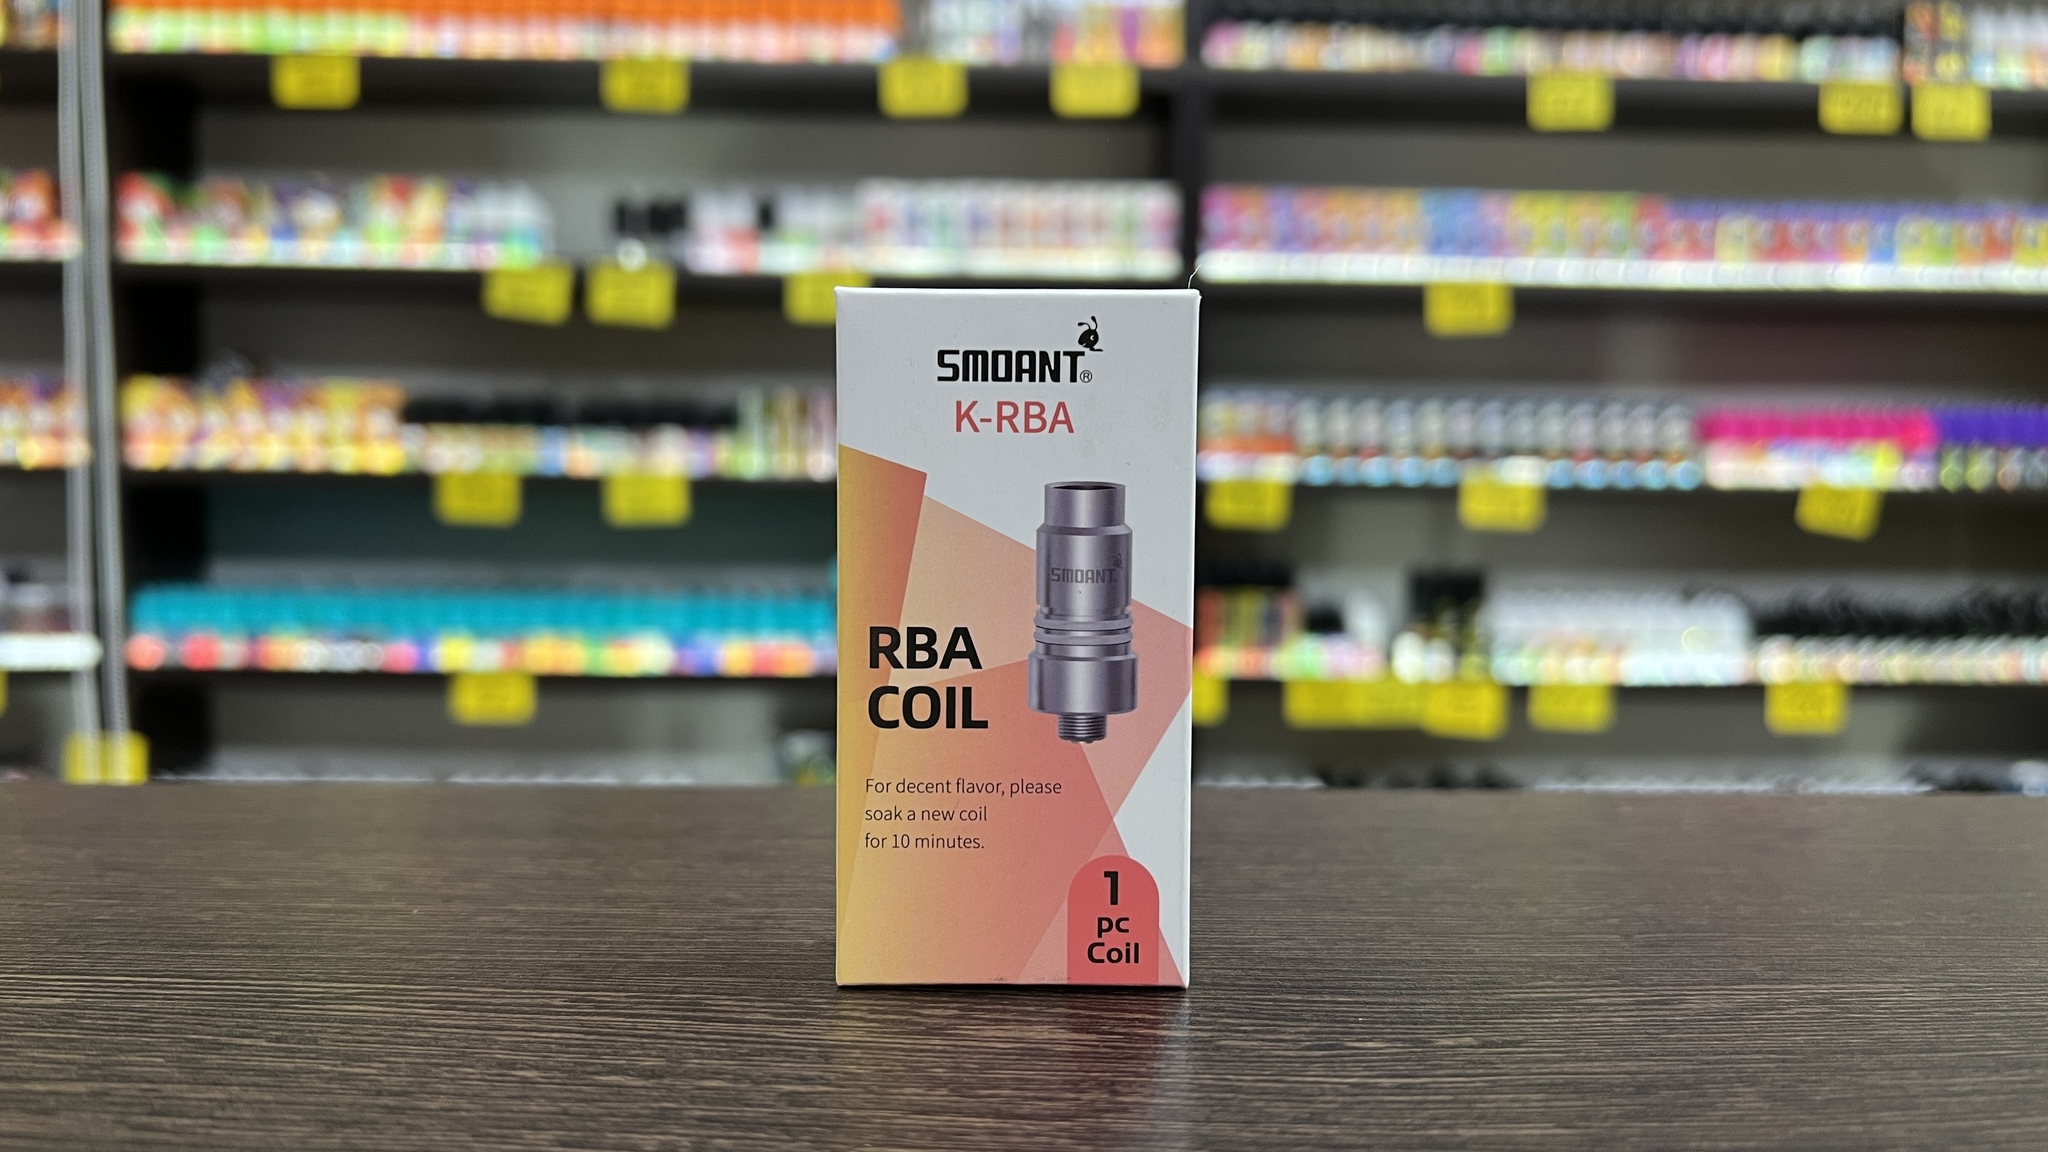 SMOANT®
K-RBA
SMOANT
RBA
COIL
For decent flavor, please
soak a new coil
for 10 minutes.
1
pc
Coil